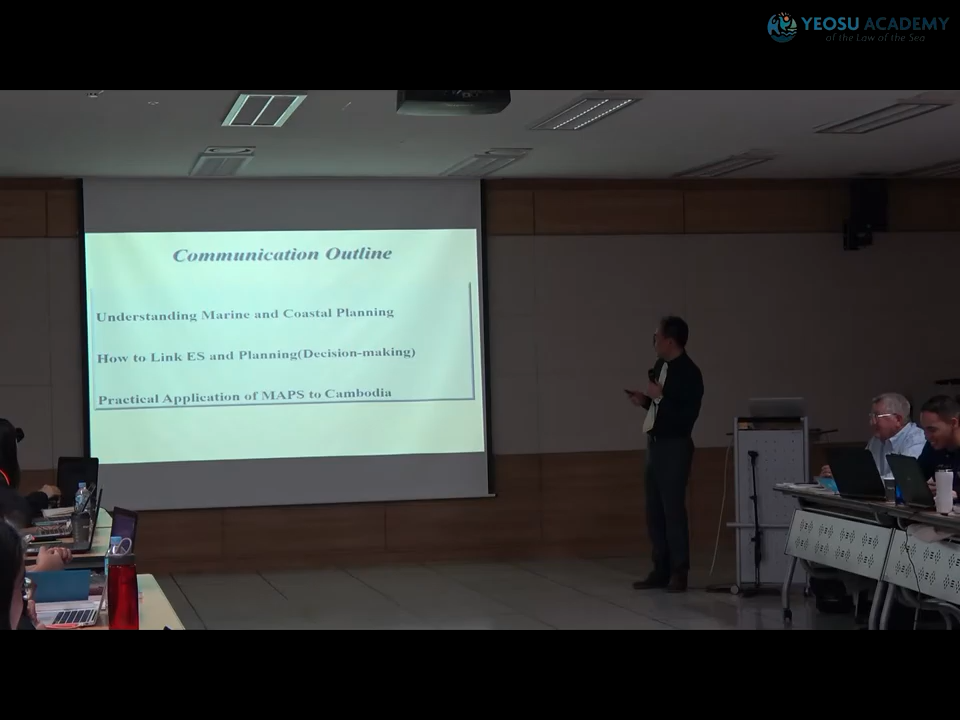 YEOSU ACADEMY
of the Law of the Sea
Communication Outline
Understanding Marine and Coastal Planning
How to Link ES and Planning(Decision-making)
Practical Application of MAPS to Cambodia